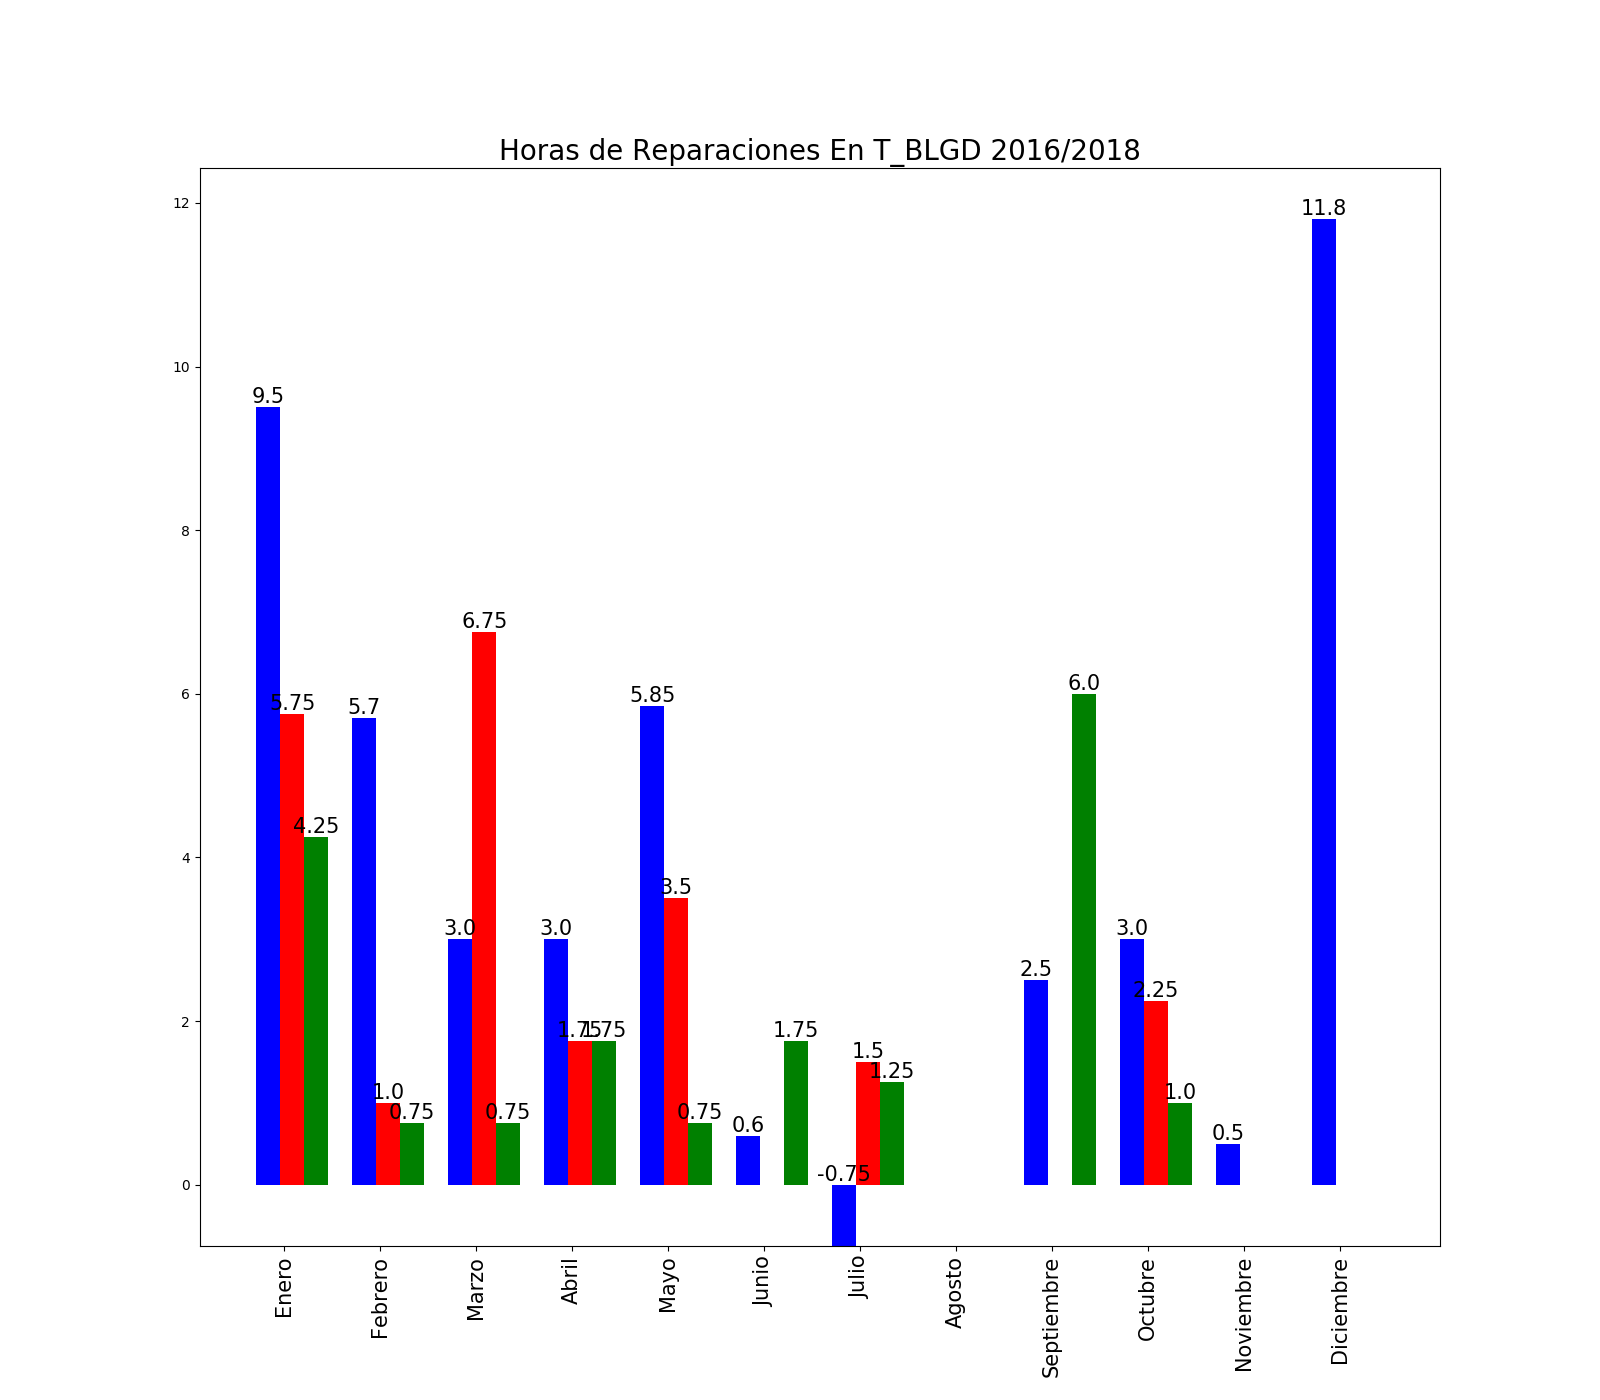 Horas de Reparaciones En T_BLGD 2016/2018
12
10
8
6
4
2
0
9.5
5.75
4.25
5.7
1.0
0.75
3.0
6.75
0.75
3.0
1.75
1.75
5.85
3.5
0.75
0.6
1.75
-0.75
1.5
1.25
2.5
6.0
3.0
2.25
1.0
0.5
11.8
Enero
Febrero
Marzo
Abril
Mayo
Junio
Julio
Agosto
Septiembre
Octubre
Noviembre
Diciembre